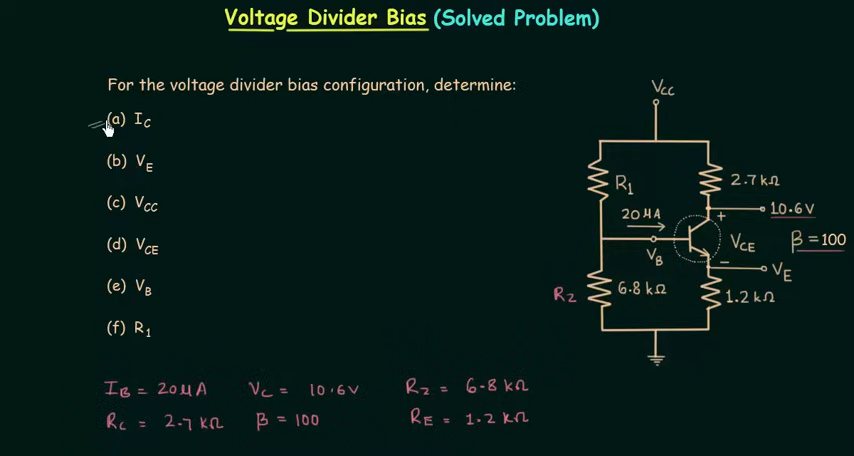 Voltage Divider Bias (Solved Problem)
For the voltage divider bias configuration, determine:
(a) I_C
(b) V_E
(c) V_CC
(d) V_CE
(e) V_B
(f) R_1
V_CC
R_1
2.7 kΩ
20 μA
10.6 V
+
V_CE
β = 100
V_B
−
V_E
R_2
6.8 kΩ
1.2 kΩ
I_B = 20 μA V_C = 10.6 V R_2 = 6.8 kΩ
R_C = 2.7 kΩ β = 100 R_E = 1.2 kΩ